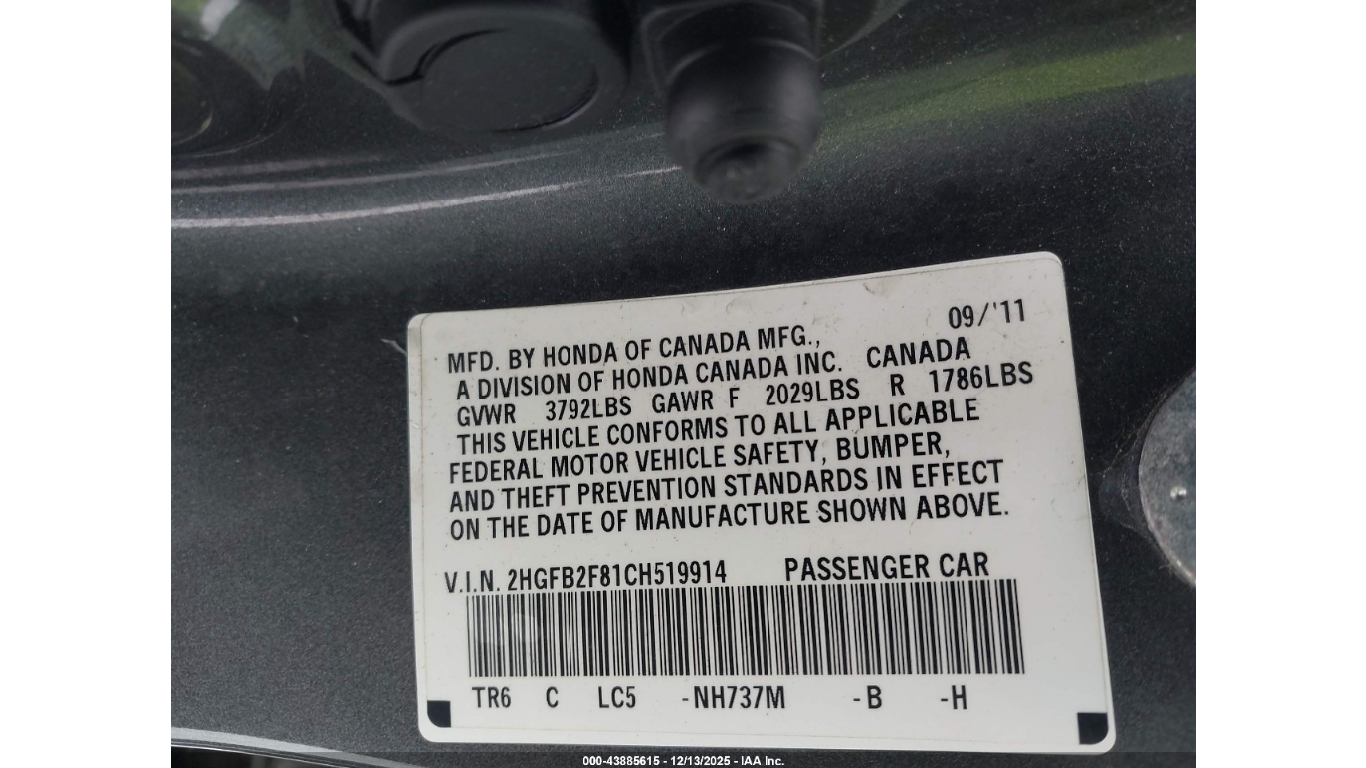 09/'11
MFD. BY HONDA OF CANADA MFG.,
A DIVISION OF HONDA CANADA INC. CANADA
GVWR 3792LBS GAWR F 2029LBS R 1786LBS
THIS VEHICLE CONFORMS TO ALL APPLICABLE
FEDERAL MOTOR VEHICLE SAFETY, BUMPER,
AND THEFT PREVENTION STANDARDS IN EFFECT
ON THE DATE OF MANUFACTURE SHOWN ABOVE.
V.I.N. 2HGFB2F81CH519914 PASSENGER CAR
TR6 C LC5 -NH737M -B -H
000-43885615 - 12/13/2025 - IAA Inc.